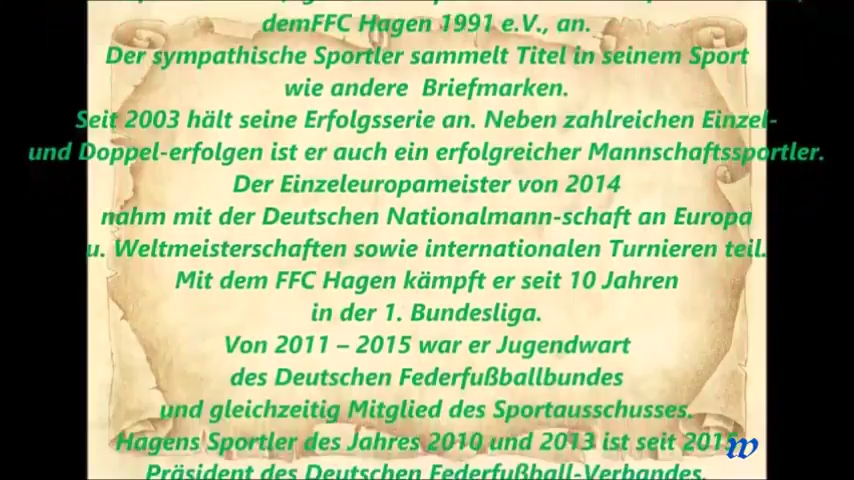 demFFC Hagen 1991 e.V., an.
Der sympathische Sportler sammelt Titel in seinem Sport
wie andere Briefmarken.
Seit 2003 hält seine Erfolgsserie an. Neben zahlreichen Einzel-
und Doppel-erfolgen ist er auch ein erfolgreicher Mannschaftssportler.
Der Einzeleuropameister von 2014
nahm mit der Deutschen Nationalmann-schaft an Europa
u. Weltmeisterschaften sowie internationalen Turnieren teil.
Mit dem FFC Hagen kämpft er seit 10 Jahren
in der 1. Bundesliga.
Von 2011 – 2015 war er Jugendwart
des Deutschen Federfußballbundes
und gleichzeitig Mitglied des Sportausschusses.
Hagens Sportler des Jahres 2010 und 2013 ist seit 2015
Präsident des Deutschen Federfußball-Verbandes.
w